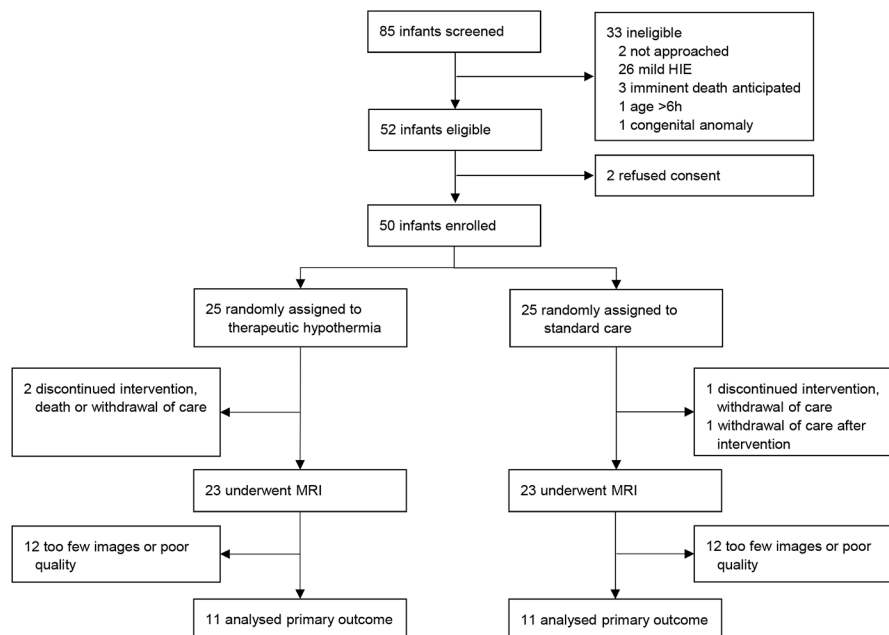 85 infants screened
33 ineligible
2 not approached
26 mild HIE
3 imminent death anticipated
1 age >6h
1 congenital anomaly
52 infants eligible
2 refused consent
50 infants enrolled
25 randomly assigned to
therapeutic hypothermia
25 randomly assigned to
standard care
2 discontinued intervention,
death or withdrawal of care
1 discontinued intervention,
withdrawal of care
1 withdrawal of care after
intervention
23 underwent MRI
23 underwent MRI
12 too few images or poor
quality
12 too few images or poor
quality
11 analysed primary outcome
11 analysed primary outcome